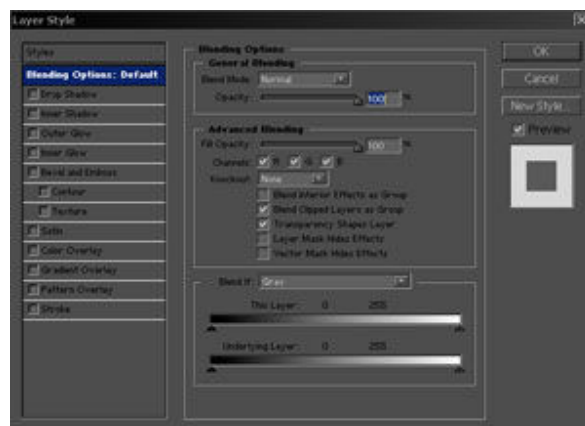 Layer Style
Styles
Blending Options: Default
Drop Shadow
Inner Shadow
Outer Glow
Inner Glow
Bevel and Emboss
Contour
Texture
Satin
Color Overlay
Gradient Overlay
Pattern Overlay
Stroke
Blending Options
General Blending
Blend Mode: Normal
Opacity: 100 %
Advanced Blending
Fill Opacity: 100 %
Channels: R G B
Knockout: None
Blend Interior Effects as Group
Blend Clipped Layers as Group
Transparency Shapes Layer
Layer Mask Hides Effects
Vector Mask Hides Effects
Blend If: Gray
This Layer: 0 255
Underlying Layer: 0 255
OK
Cancel
New Style...
Preview